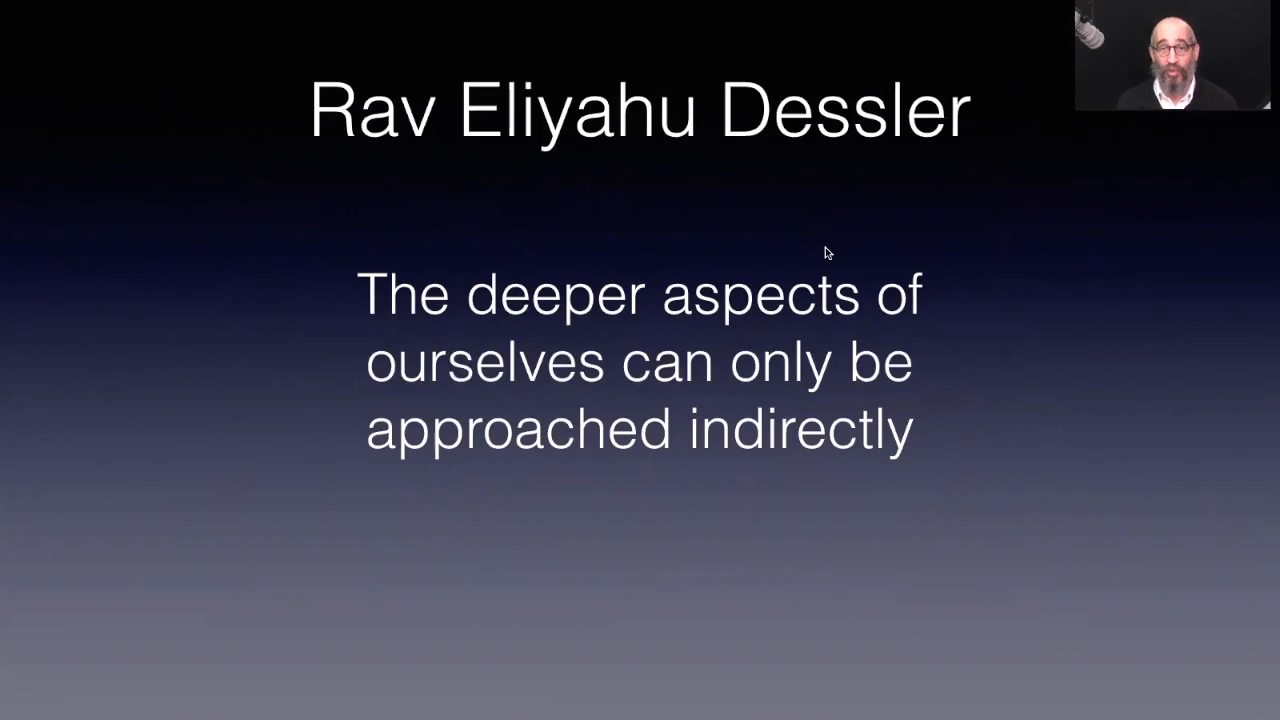 Rav Eliyahu Dessler
The deeper aspects of
ourselves can only be
approached indirectly